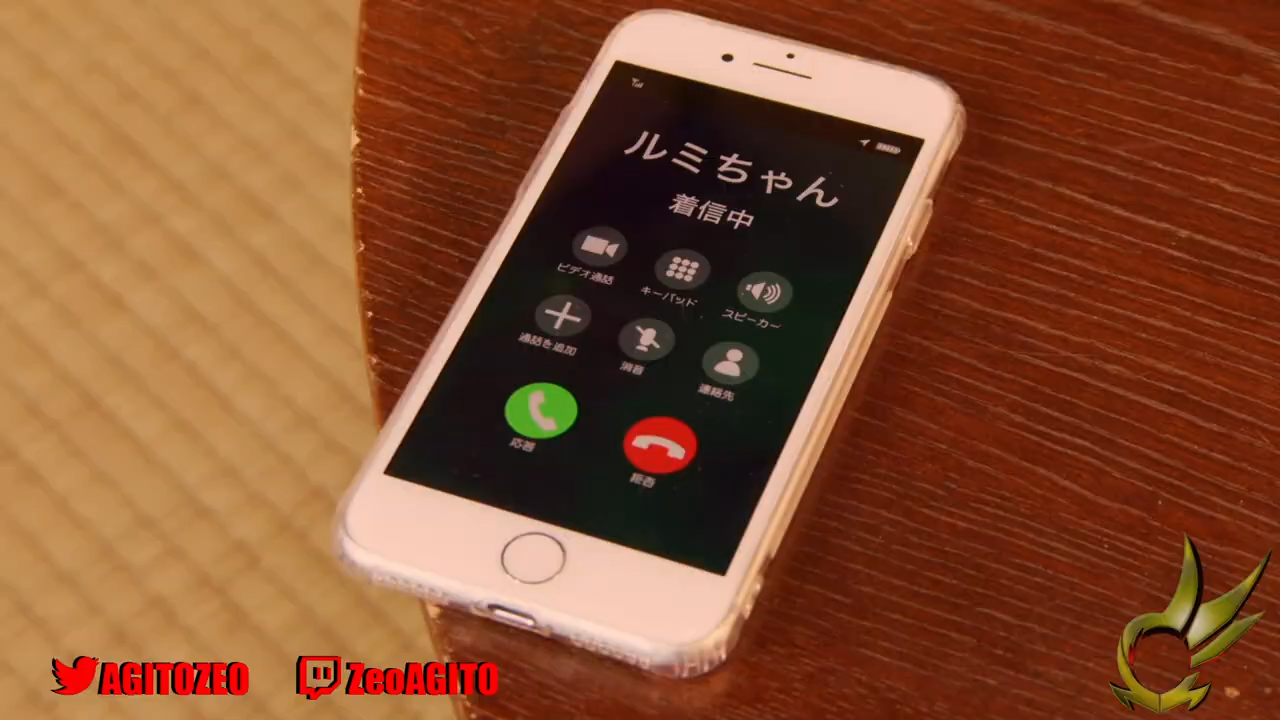 ルミちゃん
着信中
ビデオ通話
キーパッド
スピーカー
通話を追加
消音
連絡先
応答
拒否
AGITOZEO
ZeoAGITO